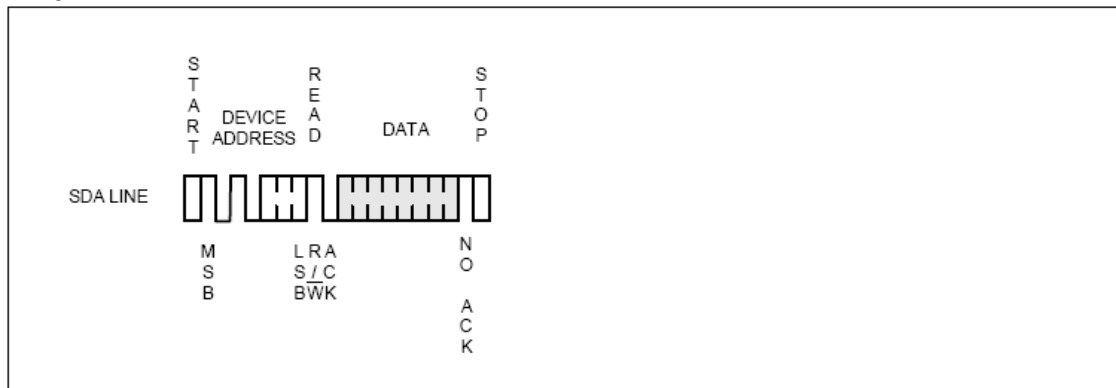 START
DEVICE
ADDRESS
READ
DATA
STOP
SDA LINE
MSB
LSB
R/W
ACK
NO ACK